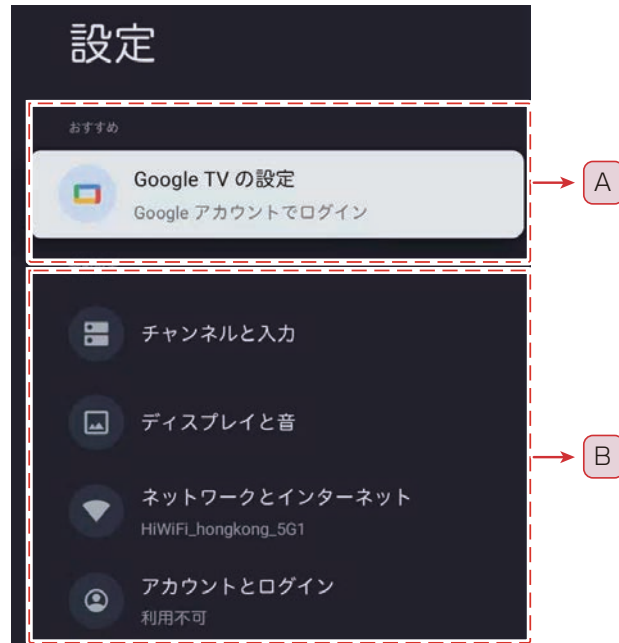 設定
おすすめ
Google TV の設定
Google アカウントでログイン
A
チャンネルと入力
ディスプレイと音
B
ネットワークとインターネット
HiWiFi_hongkong_5G1
アカウントとログイン
利用不可